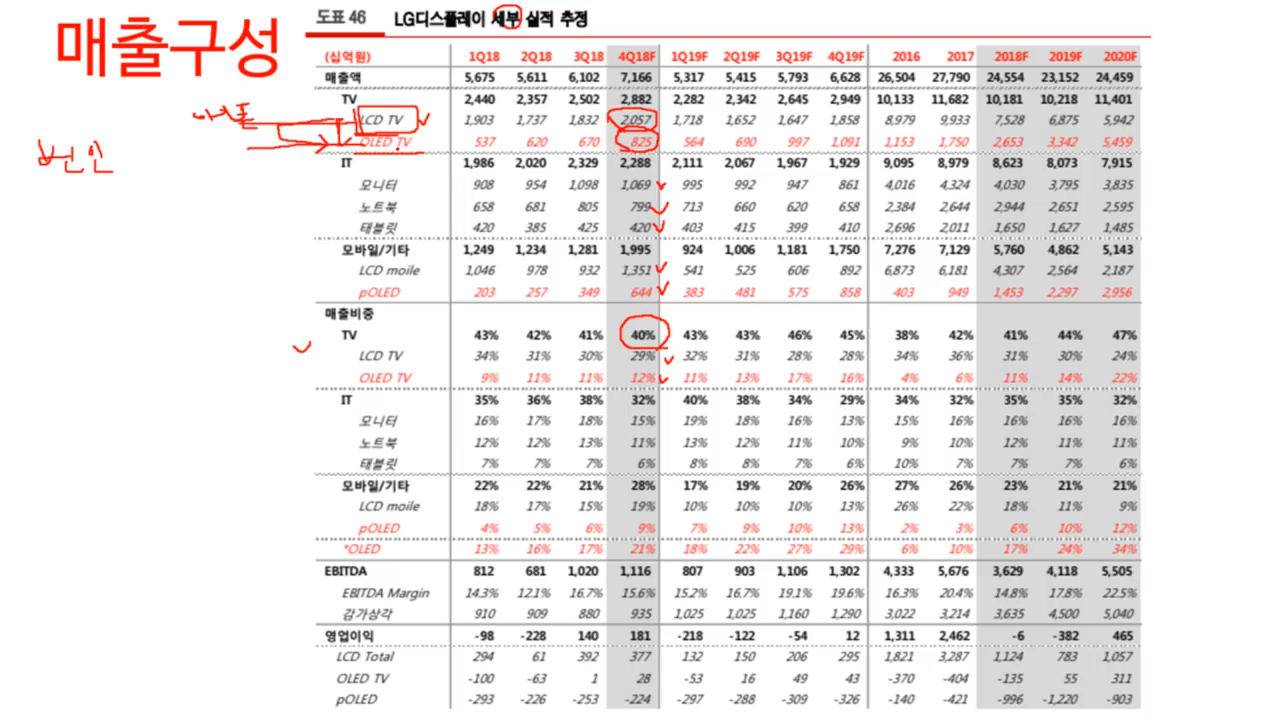 매출구성
도표 46 LG디스플레이 세부 실적 추정
(십억원) 1Q18 2Q18 3Q18 4Q18F 1Q19F 2Q19F 3Q19F 4Q19F 2016 2017 2018F 2019F 2020F
매출액 5,675 5,611 6,102 7,166 5,317 5,415 5,793 6,628 26,504 27,790 24,554 23,152 24,459
TV 2,440 2,357 2,502 2,882 2,282 2,342 2,645 2,949 10,133 11,682 10,181 10,218 11,401
LCD TV 1,903 1,737 1,832 2,057 1,718 1,652 1,647 1,858 8,979 9,933 7,528 6,875 5,942
OLED TV 537 620 670 825 564 690 997 1,091 1,153 1,750 2,653 3,342 5,459
IT 1,986 2,020 2,329 2,288 2,111 2,067 1,967 1,929 9,095 8,979 8,623 8,073 7,915
모니터 908 954 1,098 1,069 995 992 947 861 4,016 4,324 4,030 3,795 3,835
노트북 658 681 805 799 713 660 620 658 2,384 2,644 2,944 2,651 2,595
태블릿 420 385 425 420 403 415 399 410 2,696 2,011 1,650 1,627 1,485
모바일/기타 1,249 1,234 1,281 1,995 924 1,006 1,181 1,750 7,276 7,129 5,760 4,862 5,143
LCD moile 1,046 978 932 1,351 541 525 606 892 6,873 6,181 4,307 2,564 2,187
pOLED 203 257 349 644 383 481 575 858 403 949 1,453 2,297 2,956
매출비중
TV 43% 42% 41% 40% 43% 43% 46% 45% 38% 42% 41% 44% 47%
LCD TV 34% 31% 30% 29% 32% 31% 28% 28% 34% 36% 31% 30% 24%
OLED TV 9% 11% 11% 12% 11% 13% 17% 16% 4% 6% 11% 14% 22%
IT 35% 36% 38% 32% 40% 38% 34% 29% 34% 32% 35% 35% 32%
모니터 16% 17% 18% 15% 19% 18% 16% 13% 15% 16% 16% 16% 16%
노트북 12% 12% 13% 11% 13% 12% 11% 10% 9% 10% 12% 11% 11%
태블릿 7% 7% 7% 6% 8% 8% 7% 6% 10% 7% 7% 7% 6%
모바일/기타 22% 22% 21% 28% 17% 19% 20% 26% 27% 26% 23% 21% 21%
LCD moile 18% 17% 15% 19% 10% 10% 10% 13% 26% 22% 18% 11% 9%
pOLED 4% 5% 6% 9% 7% 9% 10% 13% 2% 3% 6% 10% 12%
*OLED 13% 16% 17% 21% 18% 22% 27% 29% 6% 10% 17% 24% 34%
EBITDA 812 681 1,020 1,116 807 903 1,106 1,302 4,333 5,676 3,629 4,118 5,505
EBITDA Margin 14.3% 12.1% 16.7% 15.6% 15.2% 16.7% 19.1% 19.6% 16.3% 20.4% 14.8% 17.8% 22.5%
감가상각 910 909 880 935 1,025 1,025 1,160 1,290 3,022 3,214 3,635 4,500 5,040
영업이익 -98 -228 140 181 -218 -122 -54 12 1,311 2,462 -6 -382 465
LCD Total 294 61 392 377 132 150 206 295 1,821 3,287 1,124 783 1,057
OLED TV -100 -63 1 28 -53 16 49 43 -370 -404 -135 55 311
pOLED -293 -226 -253 -224 -297 -288 -309 -326 -140 -421 -996 -1,220 -903